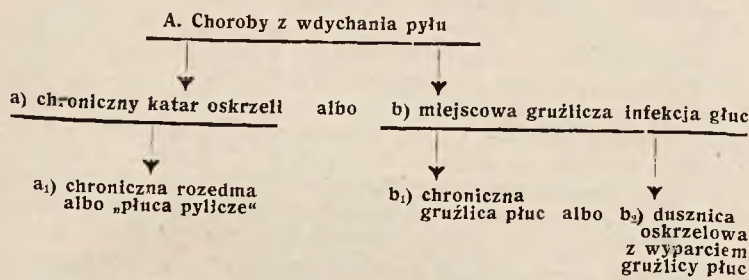 A. Choroby z wdychania pyłu
a) chroniczny katar oskrzeli albo b) miejscowa gruźlicza infekcja głuc
a₁) chroniczna rozedma
albo „płuca pylicze“
b₁) chroniczna
gruźlica płuc albo b₂) dusznica
oskrzelowa
z wyparciem
gruźlicy płuc